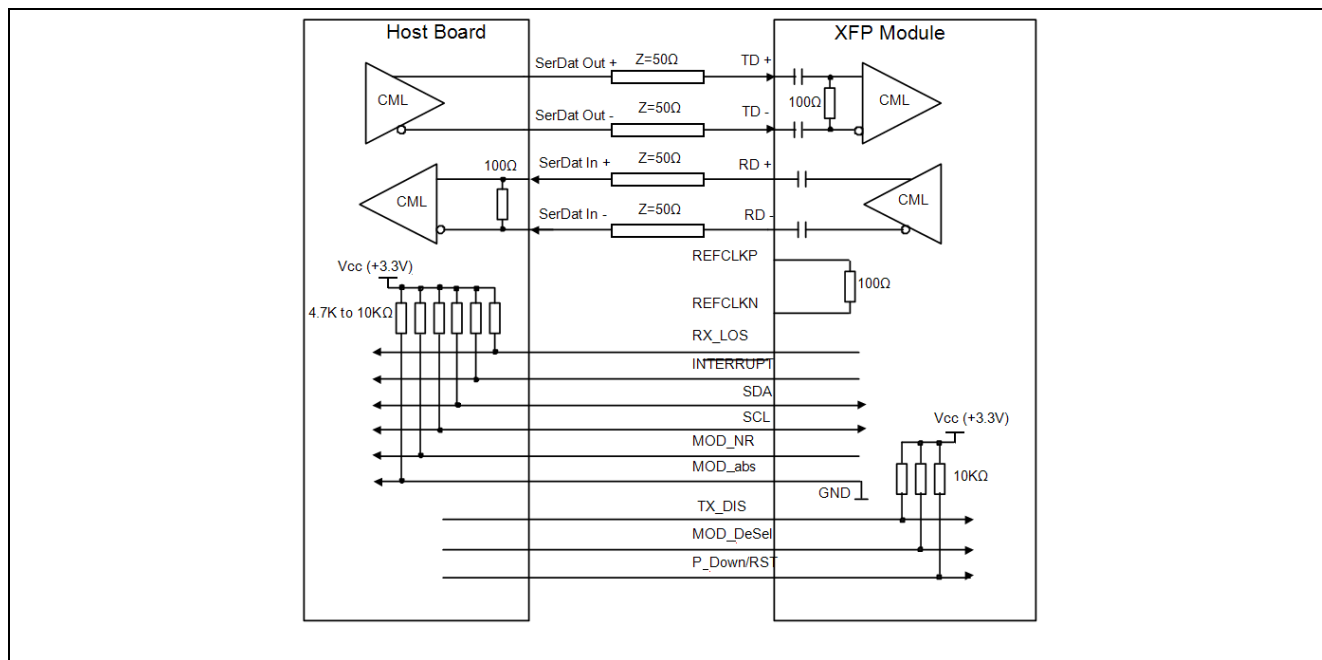 Host Board
XFP Module
SerDat Out +
Z=50Ω
TD +
CML
100Ω
CML
SerDat Out -
Z=50Ω
TD -
100Ω
SerDat In +
Z=50Ω
RD +
CML
CML
SerDat In -
Z=50Ω
RD -
REFCLKP
100Ω
REFCLKN
Vcc (+3.3V)
4.7K to 10KΩ
RX_LOS
INTERRUPT
SDA
SCL
Vcc (+3.3V)
MOD_NR
MOD_abs
10KΩ
GND
TX_DIS
MOD_DeSel
P_Down/RST